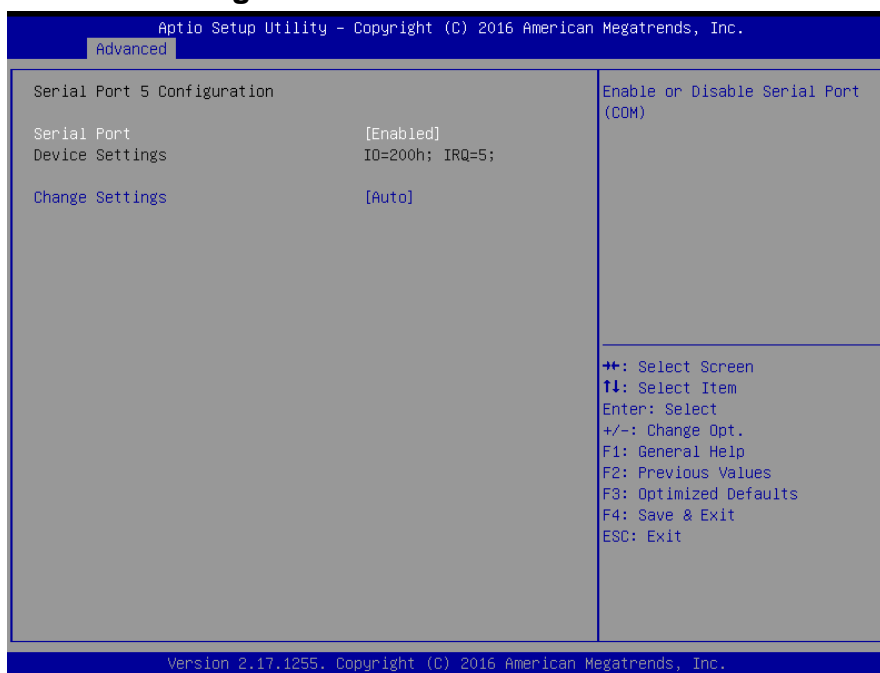 Aptio Setup Utility – Copyright (C) 2016 American Megatrends, Inc.
Advanced
Serial Port 5 Configuration
Serial Port [Enabled]
Device Settings IO=200h; IRQ=5;
Change Settings [Auto]
Enable or Disable Serial Port
(COM)
→←: Select Screen
↑↓: Select Item
Enter: Select
+/-: Change Opt.
F1: General Help
F2: Previous Values
F3: Optimized Defaults
F4: Save & Exit
ESC: Exit
Version 2.17.1255. Copyright (C) 2016 American Megatrends, Inc.